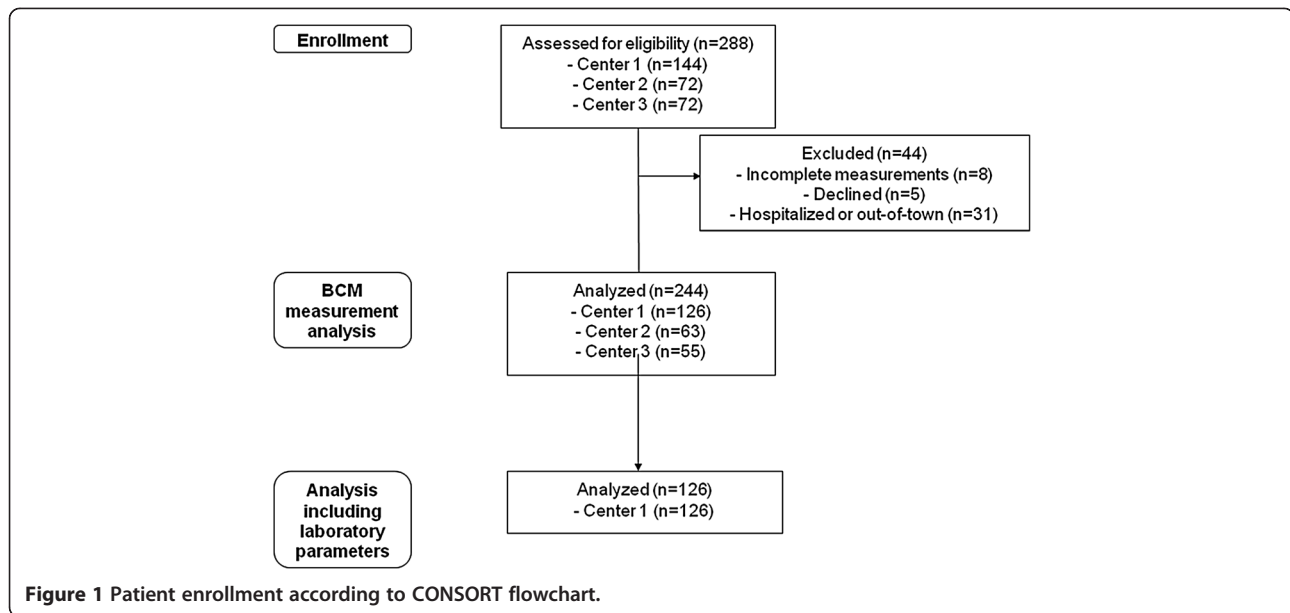 Enrollment
Assessed for eligibility (n=288)
- Center 1 (n=144)
- Center 2 (n=72)
- Center 3 (n=72)
Excluded (n=44)
- Incomplete measurements (n=8)
- Declined (n=5)
- Hospitalized or out-of-town (n=31)
BCM
measurement
analysis
Analyzed (n=244)
- Center 1 (n=126)
- Center 2 (n=63)
- Center 3 (n=55)
Analysis
including
laboratory
parameters
Analyzed (n=126)
- Center 1 (n=126)
Figure 1 Patient enrollment according to CONSORT flowchart.